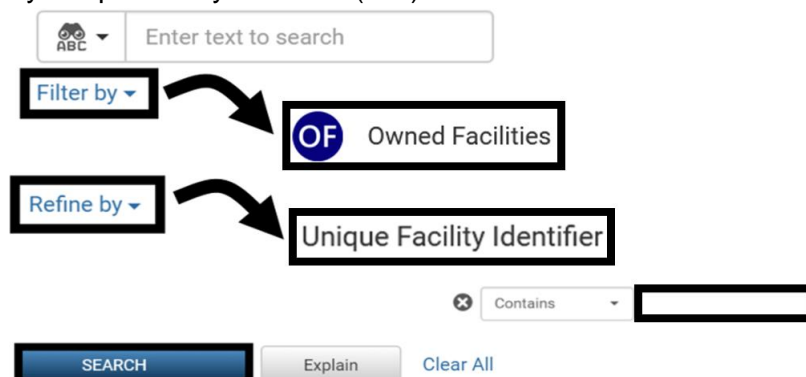 ABC Enter text to search
Filter by
OF Owned Facilities
Refine by
Unique Facility Identifier
Contains
SEARCH Explain Clear All